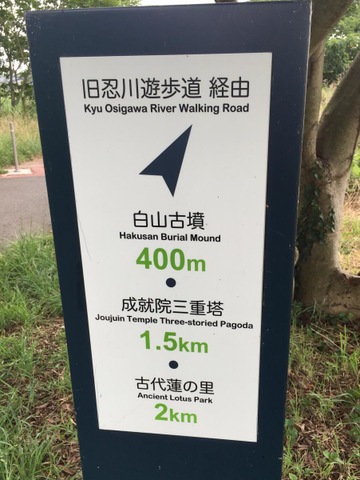 旧忍川遊歩道 経由
Kyu Osigawa River Walking Road
白山古墳
Hakusan Burial Mound
400m
成就院三重塔
Joujuin Temple Three-storied Pagoda
1.5km
古代蓮の里
Ancient Lotus Park
2km